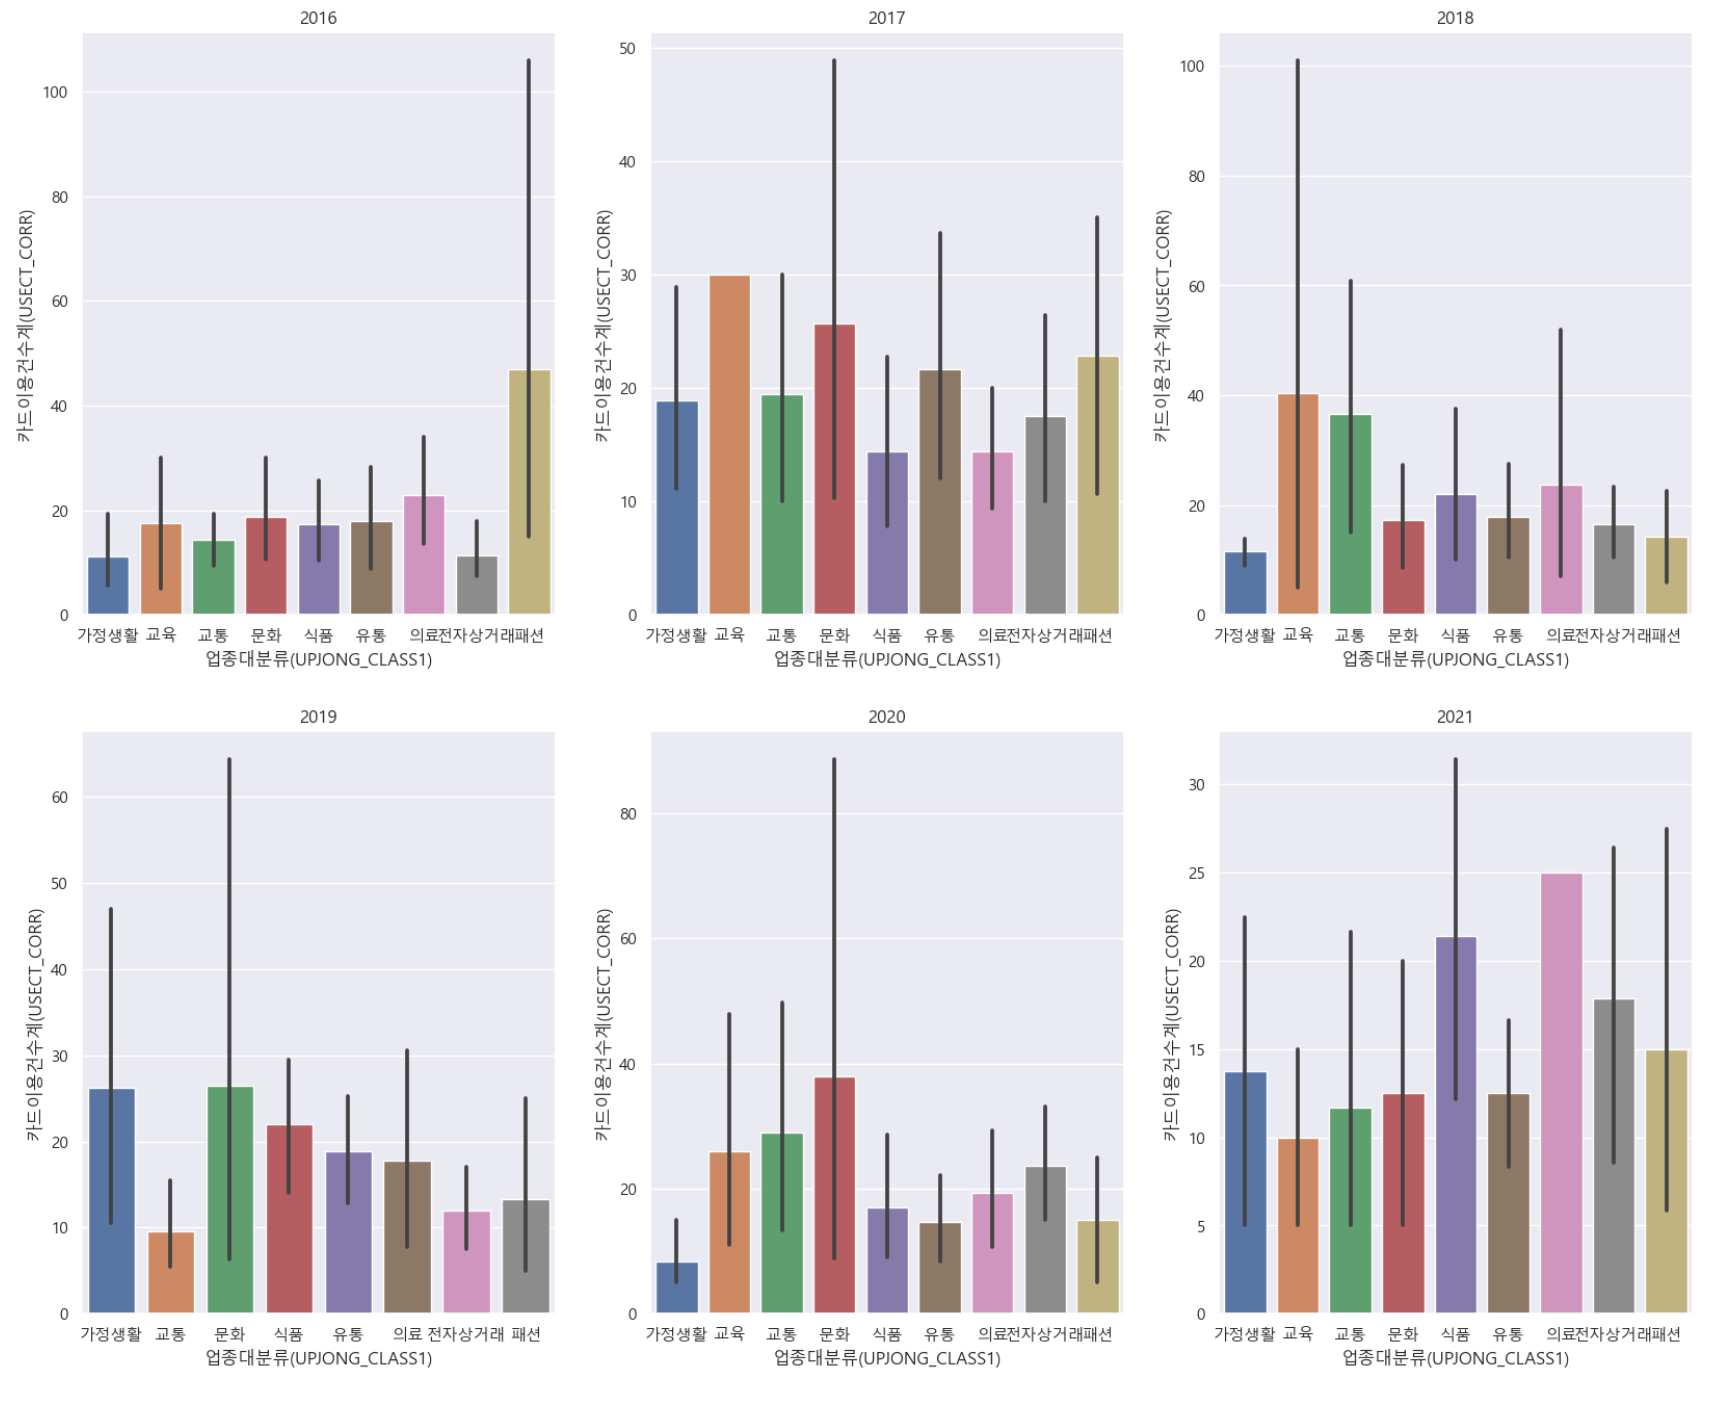 2016
100
80
60
40
20
0
카드이용건수계(USECT_CORR)
가정생활 교육 교통 문화 식품 유통 의료 전자상거래 패션
업종대분류(UPJONG_CLASS1)
2017
50
40
30
20
10
0
카드이용건수계(USECT_CORR)
가정생활 교육 교통 문화 식품 유통 의료 전자상거래 패션
업종대분류(UPJONG_CLASS1)
2018
100
80
60
40
20
0
카드이용건수계(USECT_CORR)
가정생활 교육 교통 문화 식품 유통 의료 전자상거래 패션
업종대분류(UPJONG_CLASS1)
2019
60
50
40
30
20
10
0
카드이용건수계(USECT_CORR)
가정생활 교통 문화 식품 유통 의료 전자상거래 패션
업종대분류(UPJONG_CLASS1)
2020
80
60
40
20
0
카드이용건수계(USECT_CORR)
가정생활 교육 교통 문화 식품 유통 의료 전자상거래 패션
업종대분류(UPJONG_CLASS1)
2021
30
25
20
15
10
5
0
카드이용건수계(USECT_CORR)
가정생활 교육 교통 문화 식품 유통 의료 전자상거래 패션
업종대분류(UPJONG_CLASS1)